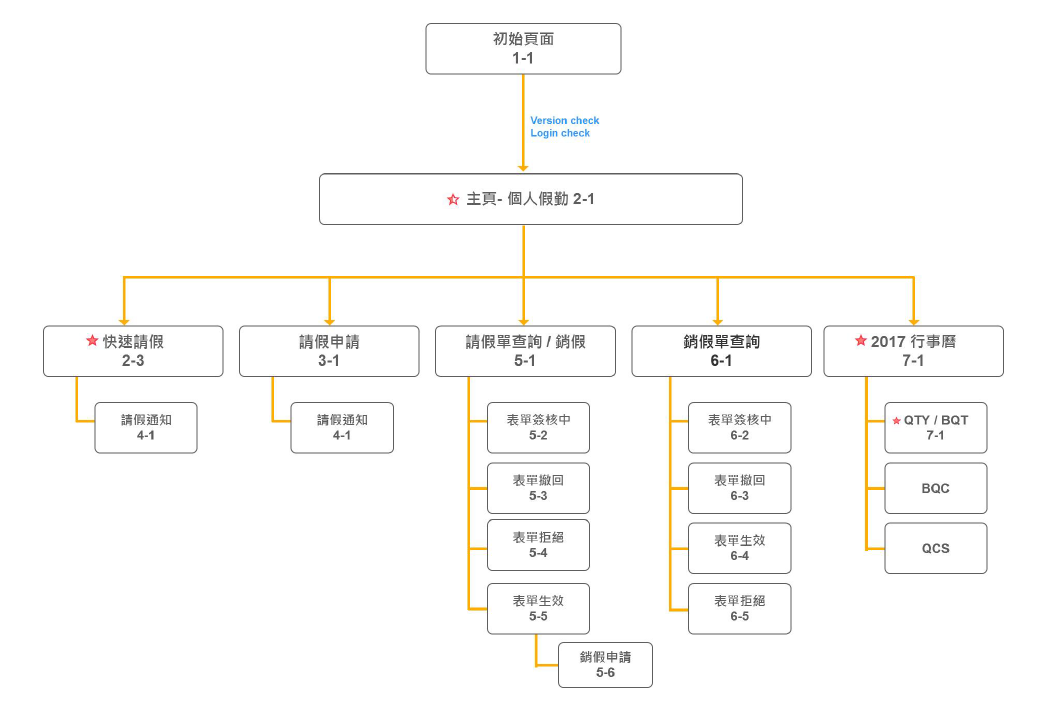 初始頁面
1-1
Version check
Login check
主頁- 個人假勤 2-1
快速請假
2-3
請假通知
4-1
請假申請
3-1
請假通知
4-1
請假單查詢 / 銷假
5-1
表單簽核中
5-2
表單撤回
5-3
表單拒絕
5-4
表單生效
5-5
銷假申請
5-6
銷假單查詢
6-1
表單簽核中
6-2
表單撤回
6-3
表單生效
6-4
表單拒絕
6-5
2017 行事曆
7-1
QTY / BQT
7-1
BQC
QCS